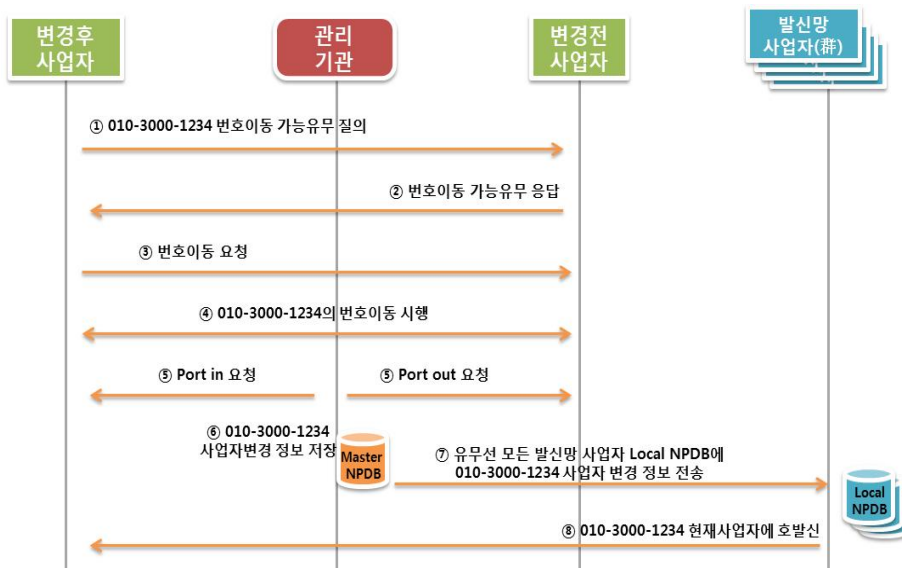 변경후
사업자
관리
기관
변경전
사업자
발신망
사업자(群)
① 010-3000-1234 번호이동 가능유무 질의
② 번호이동 가능유무 응답
③ 번호이동 요청
④ 010-3000-1234의 번호이동 시행
⑤ Port in 요청
⑤ Port out 요청
⑥ 010-3000-1234
사업자변경 정보 저장
Master
NPDB
⑦ 유무선 모든 발신망 사업자 Local NPDB에
010-3000-1234 사업자 변경 정보 전송
Local
NPDB
⑧ 010-3000-1234 현재사업자에 호발신